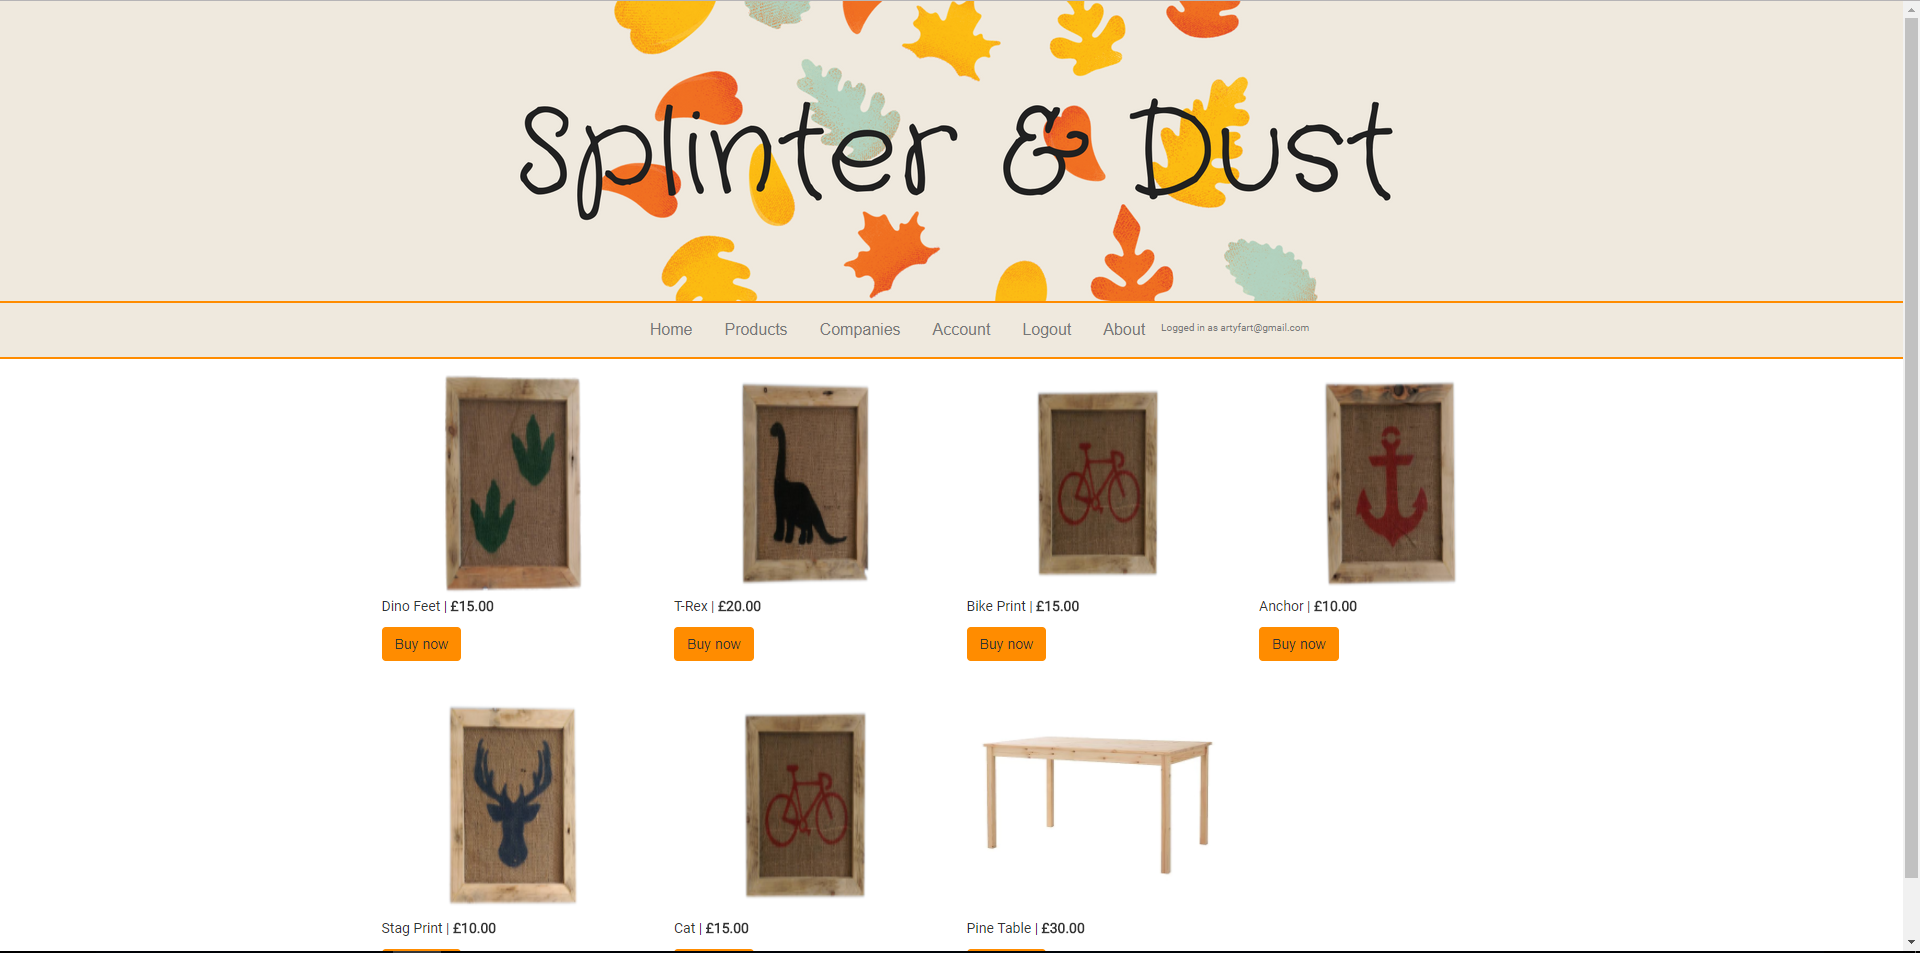 Splinter & Dust
Home Products Companies Account Logout About Logged in as artyfart@gmail.com
Dino Feet | £15.00
T-Rex | £20.00
Bike Print | £15.00
Anchor | £10.00
Buy now
Buy now
Buy now
Buy now
Stag Print | £10.00
Cat | £15.00
Pine Table | £30.00